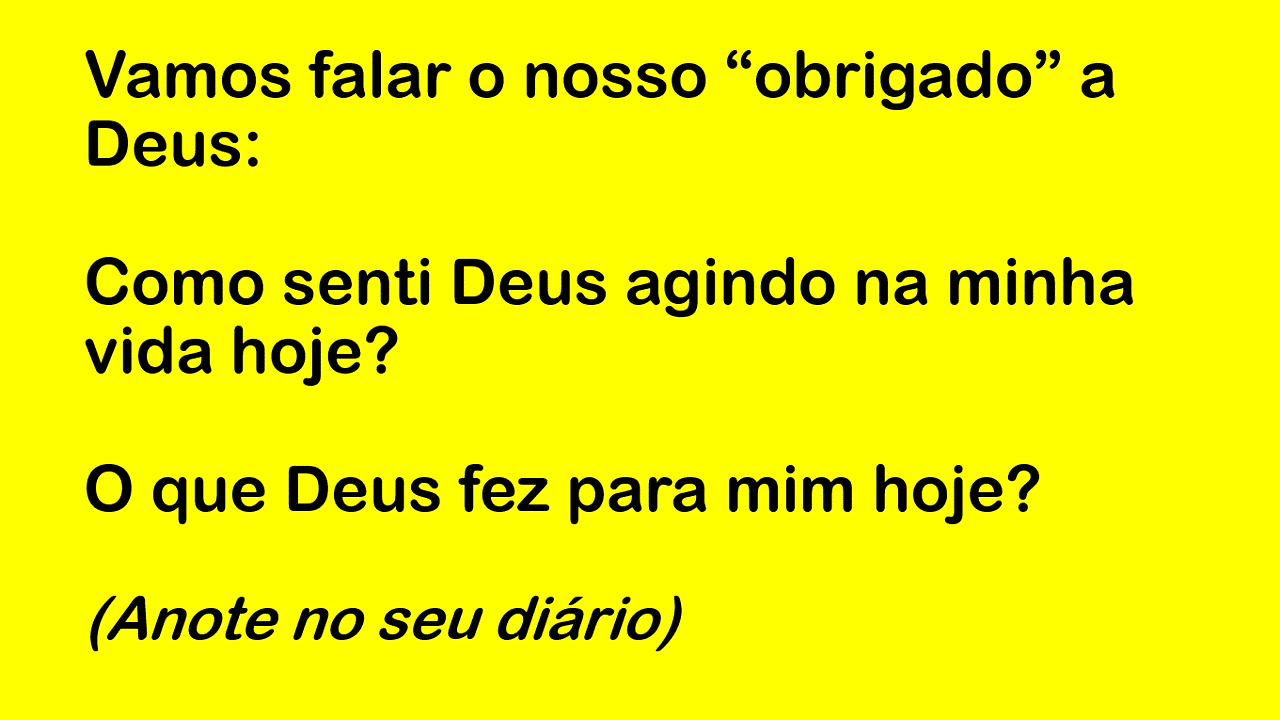 Vamos falar o nosso “obrigado” a
Deus:
Como senti Deus agindo na minha
vida hoje?
O que Deus fez para mim hoje?
(Anote no seu diário)